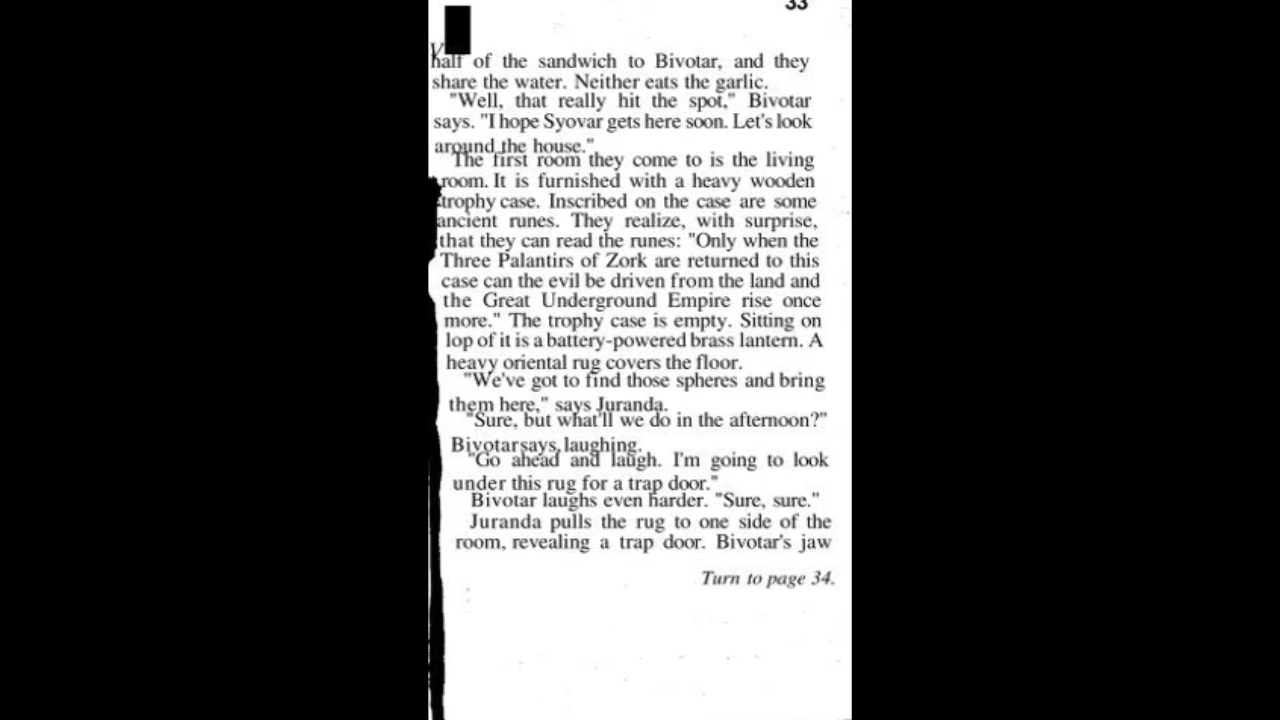 33
V
half of the sandwich to Bivotar, and they
share the water. Neither eats the garlic.
"Well, that really hit the spot," Bivotar
says. "I hope Syovar gets here soon. Let's look
around the house."
The first room they come to is the living
room. It is furnished with a heavy wooden
trophy case. Inscribed on the case are some
ancient runes. They realize, with surprise,
that they can read the runes: "Only when the
Three Palantirs of Zork are returned to this
case can the evil be driven from the land and
the Great Underground Empire rise once
more." The trophy case is empty. Sitting on
lop of it is a battery-powered brass lantern. A
heavy oriental rug covers the floor.
"We've got to find those spheres and bring
them here," says Juranda.
"Sure, but what'll we do in the afternoon?"
Bivotar says, laughing.
"Go ahead and laugh. I'm going to look
under this rug for a trap door."
Bivotar laughs even harder. "Sure, sure."
Juranda pulls the rug to one side of the
room, revealing a trap door. Bivotar's jaw
Turn to page 34.